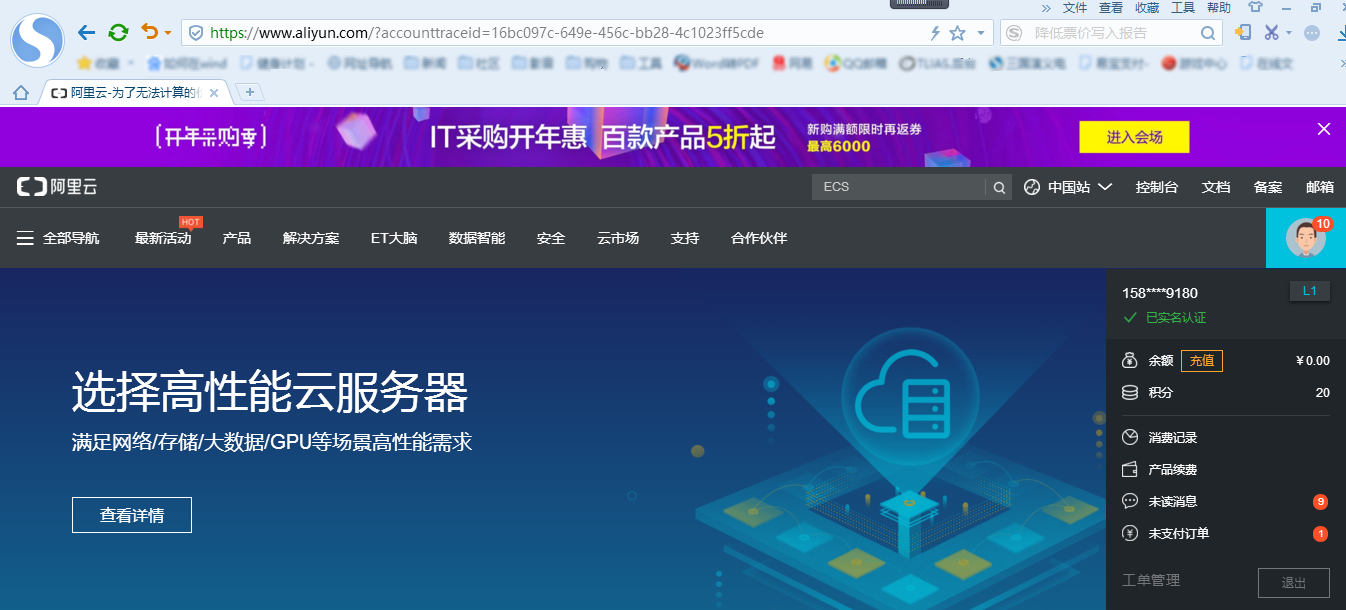 文件 查看 收藏 工具 帮助
https://www.aliyun.com/?accounttraceid=16bc097c-649e-456c-bb28-4c1023ff5cde
降低票价写入报告
收藏 如何在wind 健身计划 网址导航 新闻 社区 影音 购物 工具 Word转PDF 网易 QQ邮箱 三国演义电 易宝支付- 游戏中心 在线文
阿里云-为了无法计算的
开年采购季 IT采购开年惠 百款产品5折起 新购满额限时再返券 进入会场
最高6000
阿里云 ECS 中国站 控制台 文档 备案 邮箱
HOT
全部导航 最新活动 产品 解决方案 ET大脑 数据智能 安全 云市场 支持 合作伙伴 10
158****9180 L1
已实名认证
余额 充值 ¥0.00
积分 20
选择高性能云服务器
满足网络/存储/大数据/GPU等场景高性能需求
查看详情
消费记录
产品续费
未读消息 9
未支付订单 1
工单管理 退出